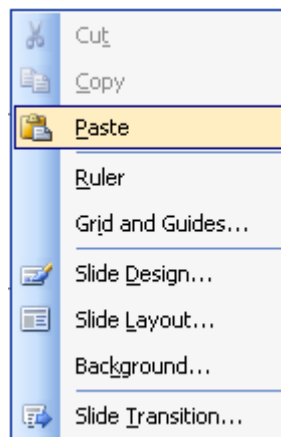 Cut
Copy
Paste
Ruler
Grid and Guides...
Slide Design...
Slide Layout...
Background...
Slide Transition...